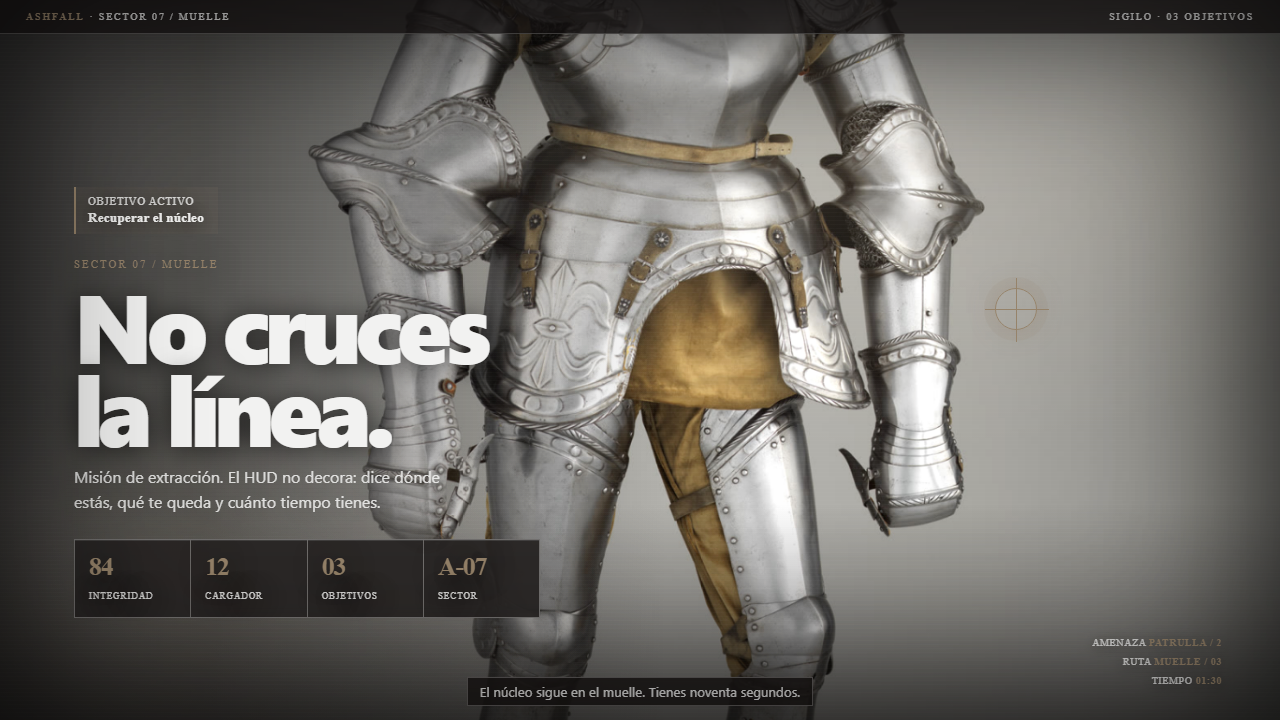 ASHFALL · SECTOR 07 / MUELLE
SIGILO · 03 OBJETIVOS
OBJETIVO ACTIVO
Recuperar el núcleo
SECTOR 07 / MUELLE
No cruces
la línea.
Misión de extracción. El HUD no decora: dice dónde
estás, qué te queda y cuánto tiempo tienes.
84
INTEGRIDAD
12
CARGADOR
03
OBJETIVOS
A-07
SECTOR
AMENAZA PATRULLA / 2
RUTA MUELLE / 03
TIEMPO 01:30
El núcleo sigue en el muelle. Tienes noventa segundos.